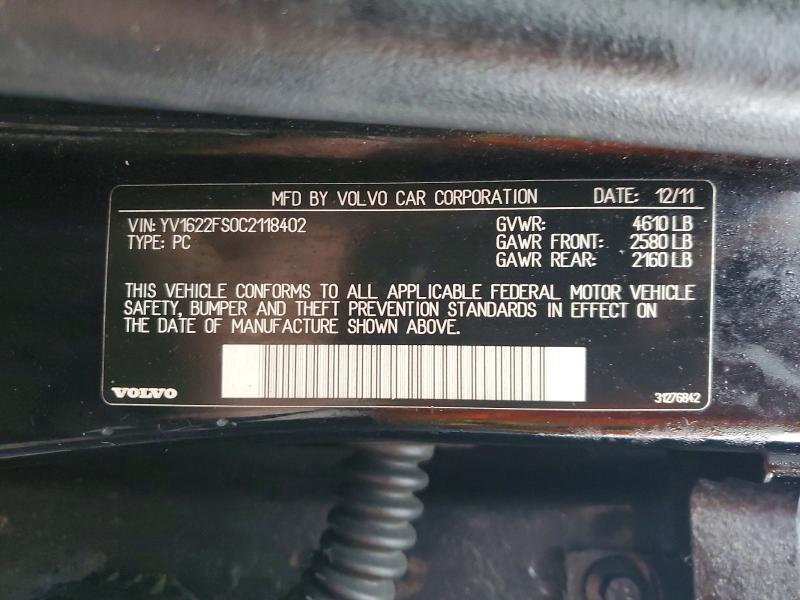 MFD BY VOLVO CAR CORPORATION DATE: 12/11
VIN: YV1622FS0C2118402 GVWR: 4610 LB
TYPE: PC GAWR FRONT: 2580 LB
GAWR REAR: 2160 LB
THIS VEHICLE CONFORMS TO ALL APPLICABLE FEDERAL MOTOR VEHICLE
SAFETY, BUMPER AND THEFT PREVENTION STANDARDS IN EFFECT ON
THE DATE OF MANUFACTURE SHOWN ABOVE.
VOLVO 31276842